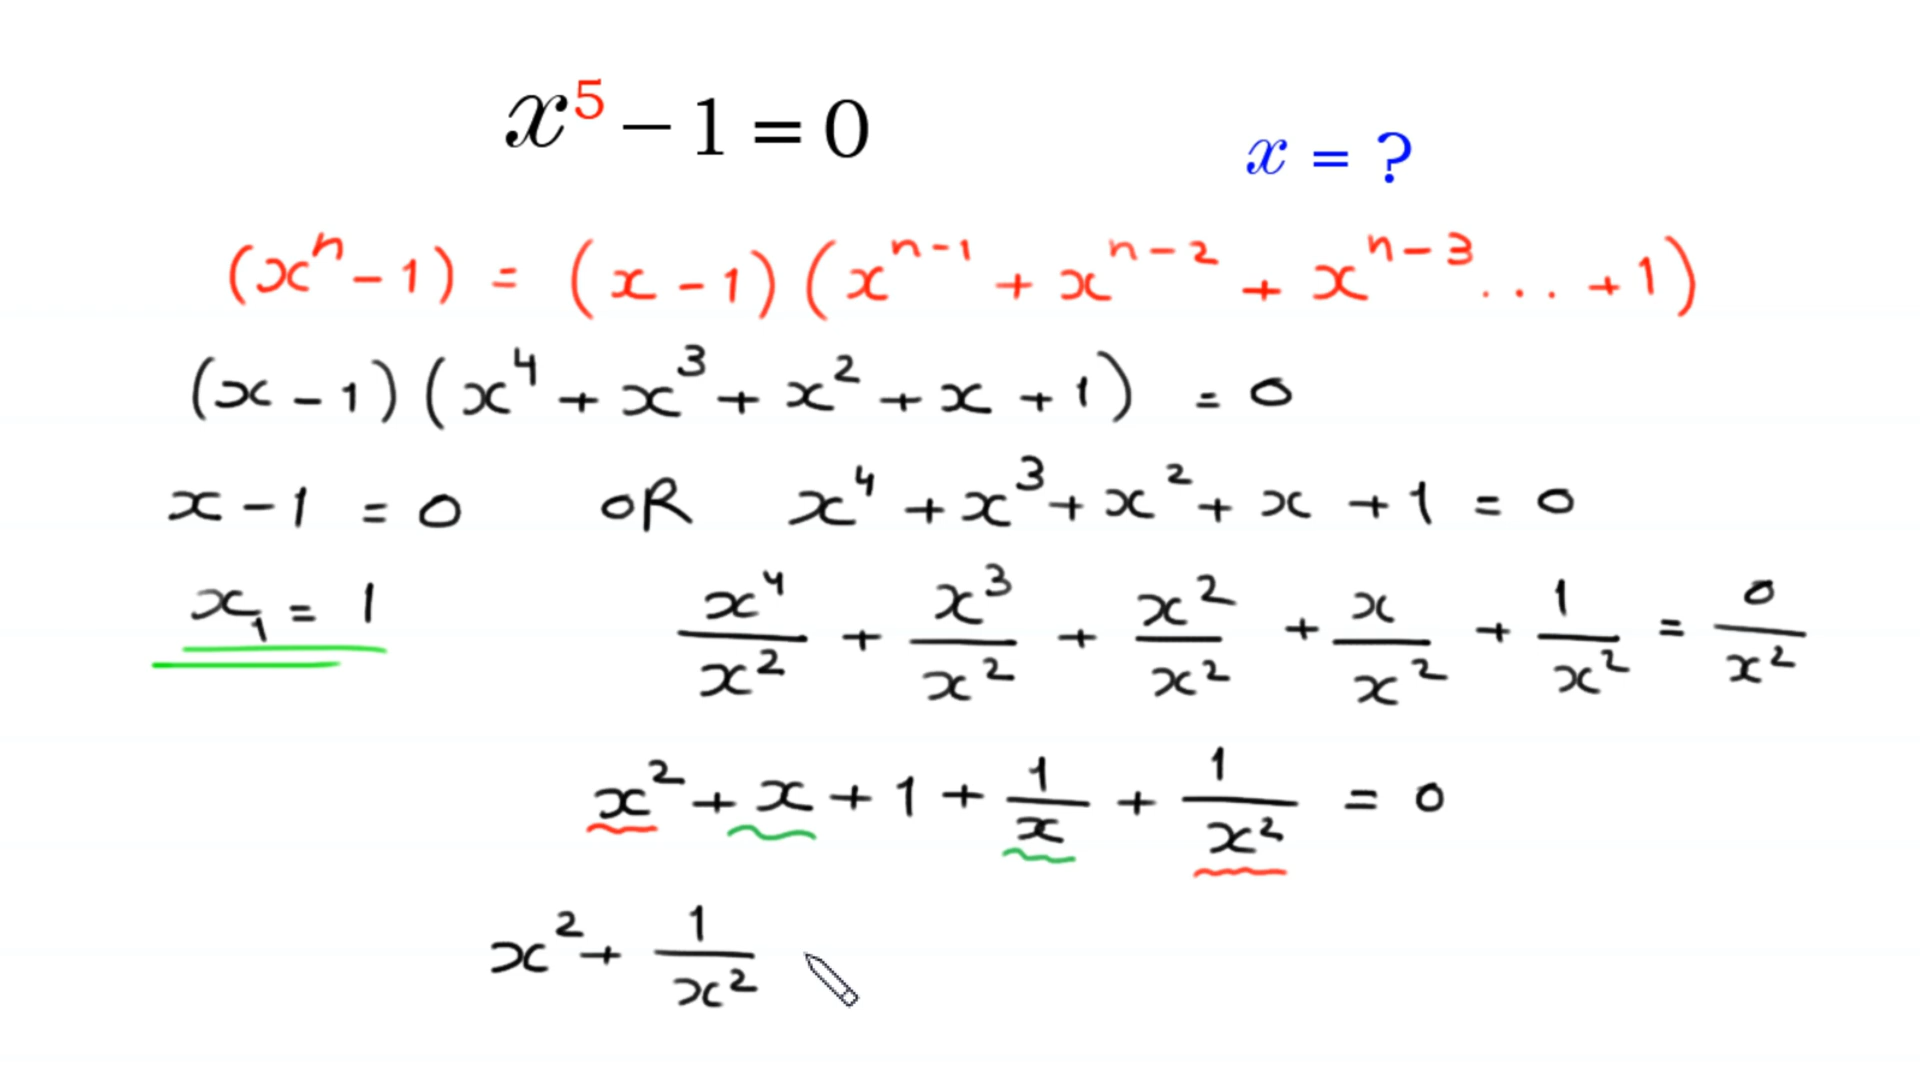 x⁵ − 1 = 0
x = ?
(xⁿ − 1) = (x − 1)(xⁿ⁻¹ + xⁿ⁻² + xⁿ⁻³ ... + 1)
(x − 1)(x⁴ + x³ + x² + x + 1) = 0
x − 1 = 0 OR x⁴ + x³ + x² + x + 1 = 0
x₁ = 1 x⁴/x² + x³/x² + x²/x² + x/x² + 1/x² = 0/x²
x² + x + 1 + 1/x + 1/x² = 0
x² + 1/x²